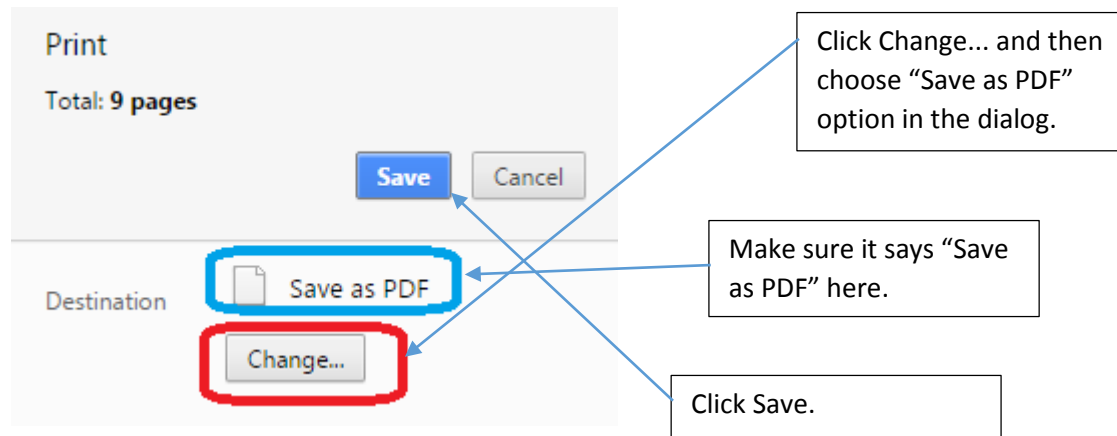 Print
Total: 9 pages
Save Cancel
Destination
Save as PDF
Change...
Click Change... and then
choose “Save as PDF”
option in the dialog.
Make sure it says “Save
as PDF” here.
Click Save.